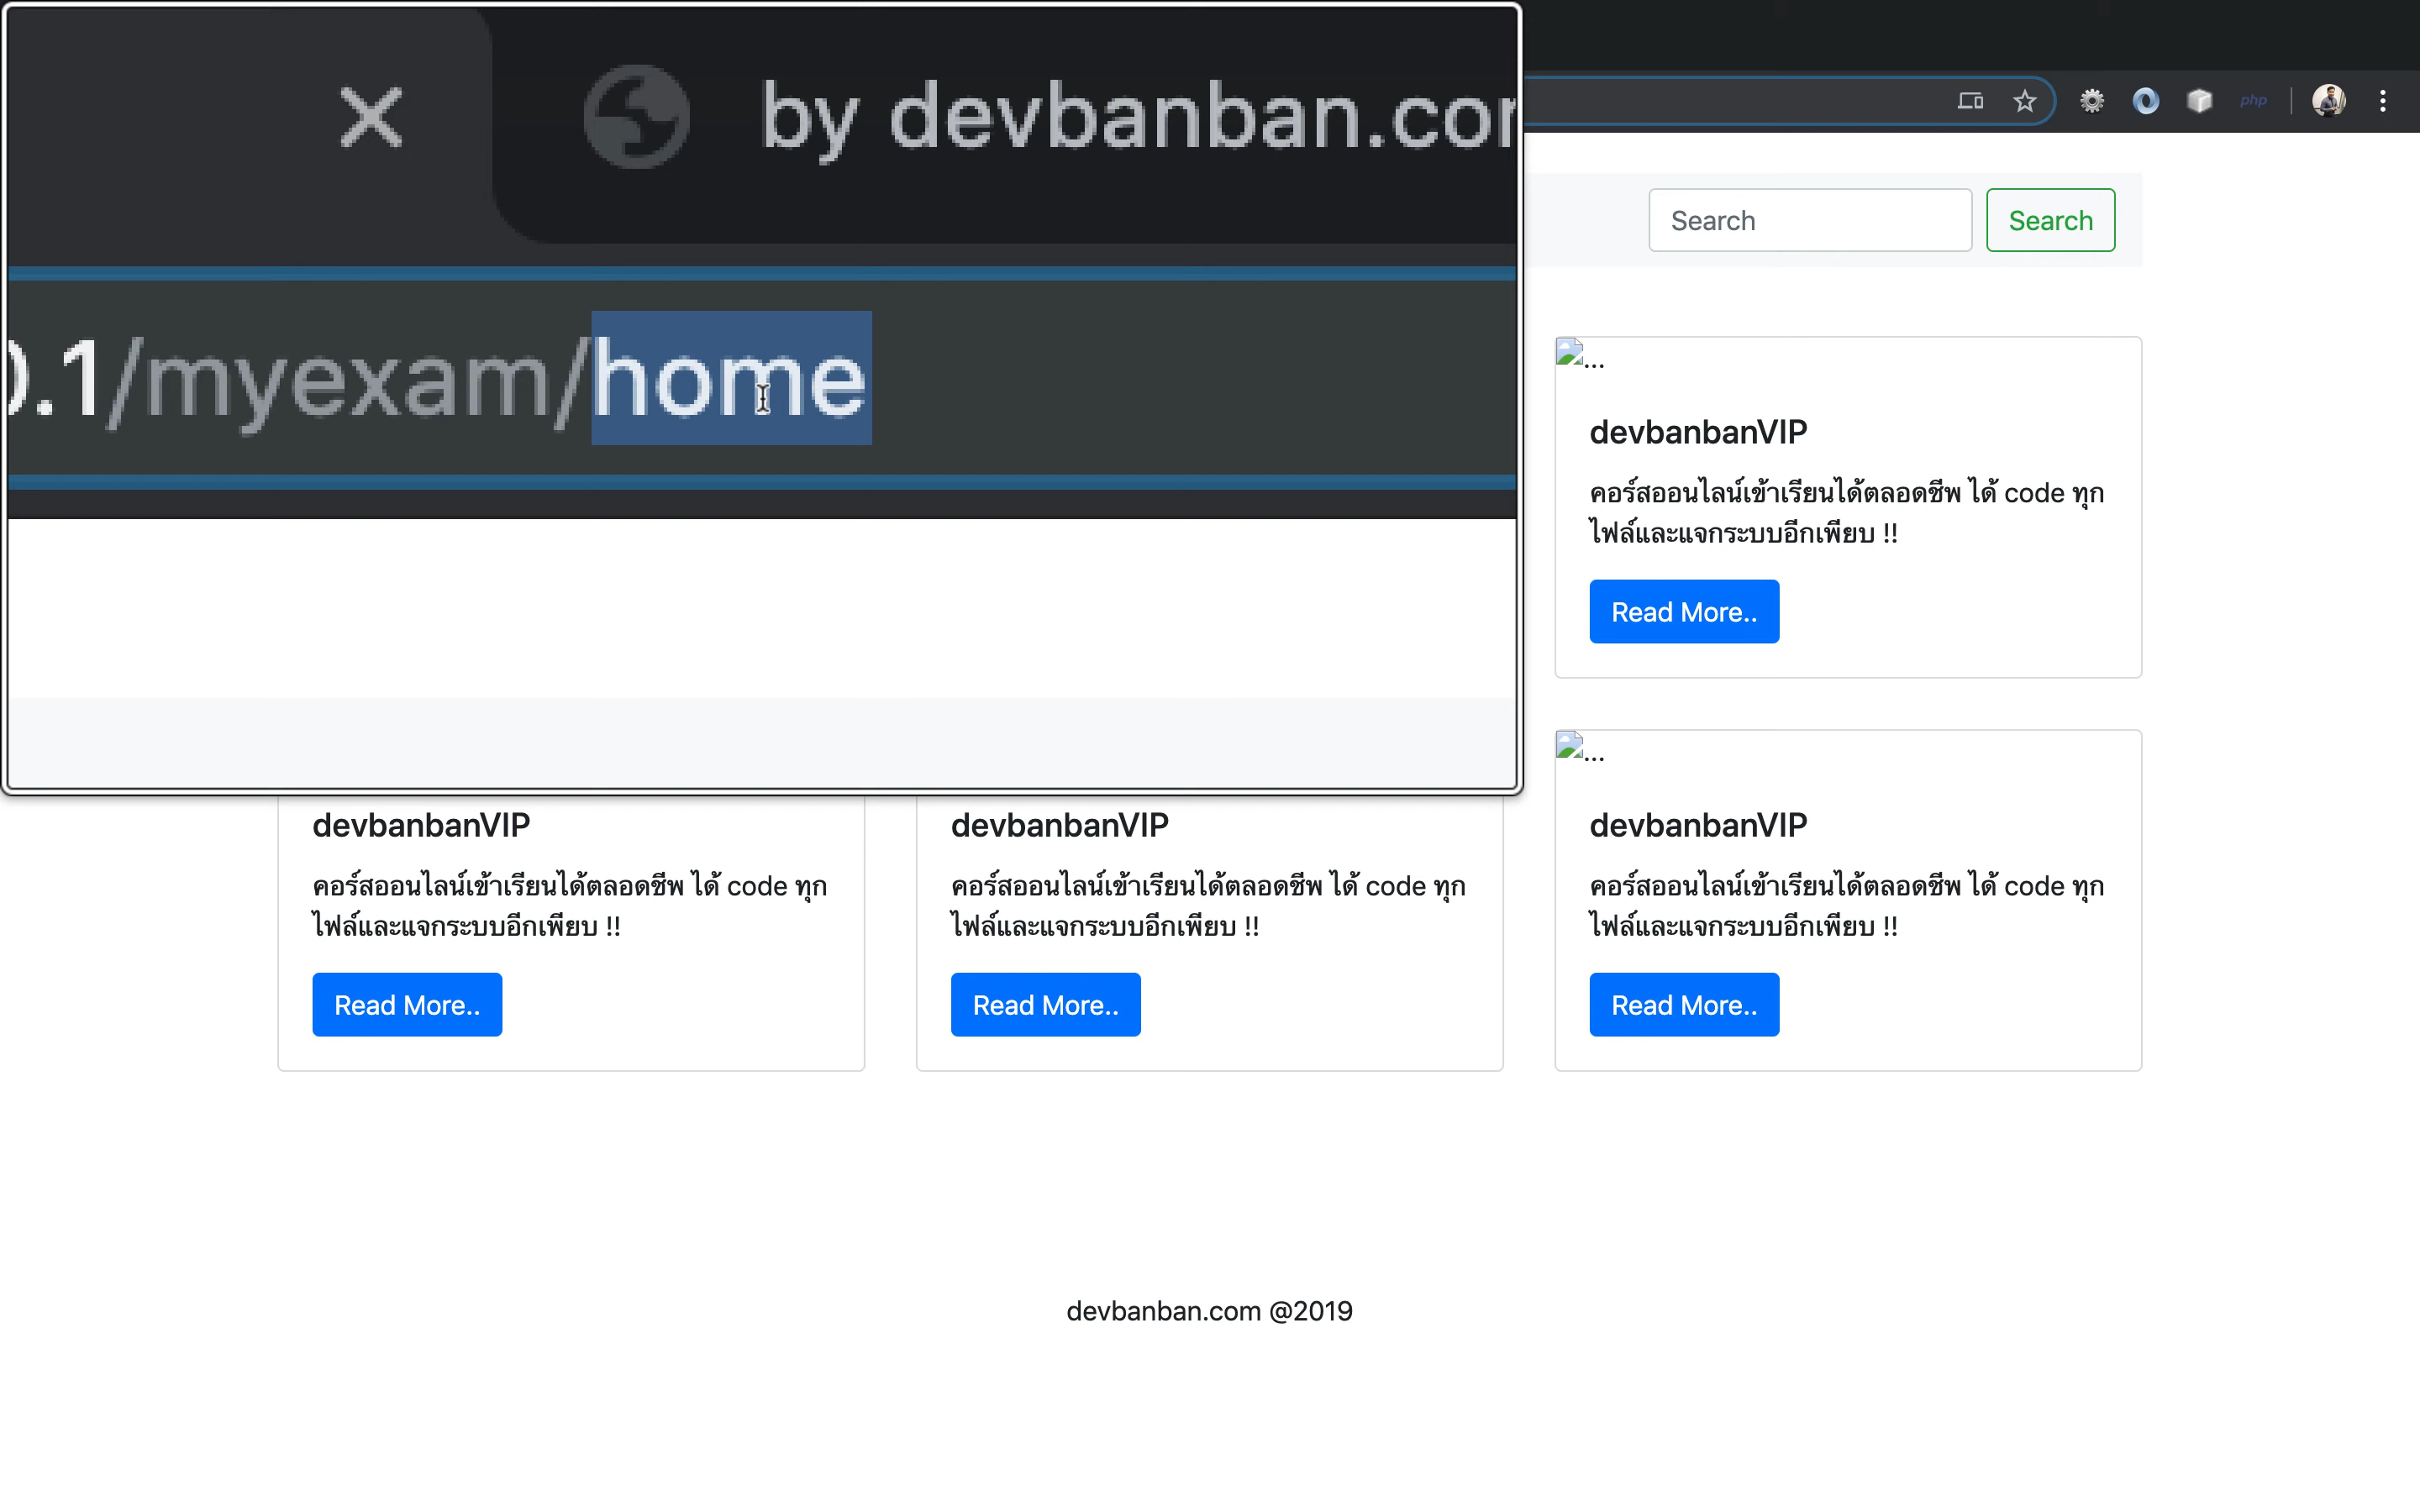 by devbanban.co
0.1/myexam/home
php
Search Search
devbanbanVIP
คอร์สออนไลน์เข้าเรียนได้ตลอดชีพ ได้ code ทุก
ไฟล์และแจกระบบอีกเพียบ !!
Read More..
devbanbanVIP
คอร์สออนไลน์เข้าเรียนได้ตลอดชีพ ได้ code ทุก
ไฟล์และแจกระบบอีกเพียบ !!
Read More..
devbanbanVIP
คอร์สออนไลน์เข้าเรียนได้ตลอดชีพ ได้ code ทุก
ไฟล์และแจกระบบอีกเพียบ !!
Read More..
...
devbanbanVIP
คอร์สออนไลน์เข้าเรียนได้ตลอดชีพ ได้ code ทุก
ไฟล์และแจกระบบอีกเพียบ !!
Read More..
devbanban.com @2019